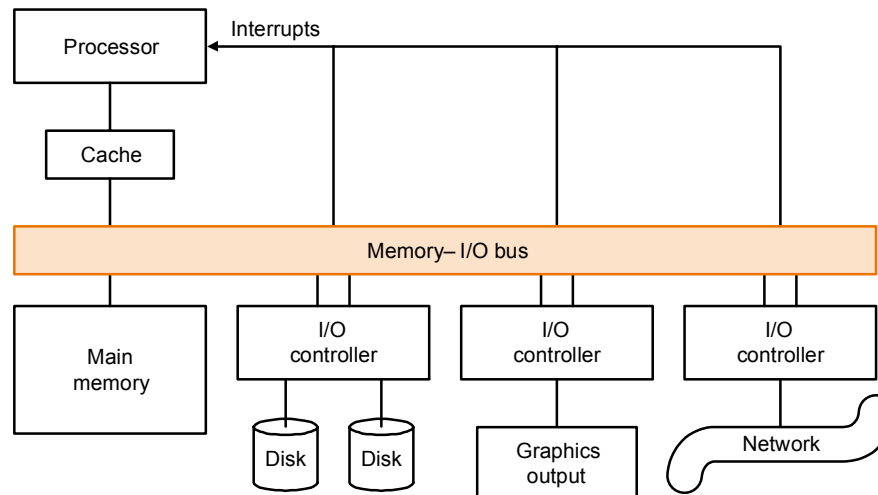 Interrupts
Processor
Cache
Memory– I/O bus
Main
memory
I/O
controller
I/O
controller
I/O
controller
Disk
Disk
Graphics
output
Network